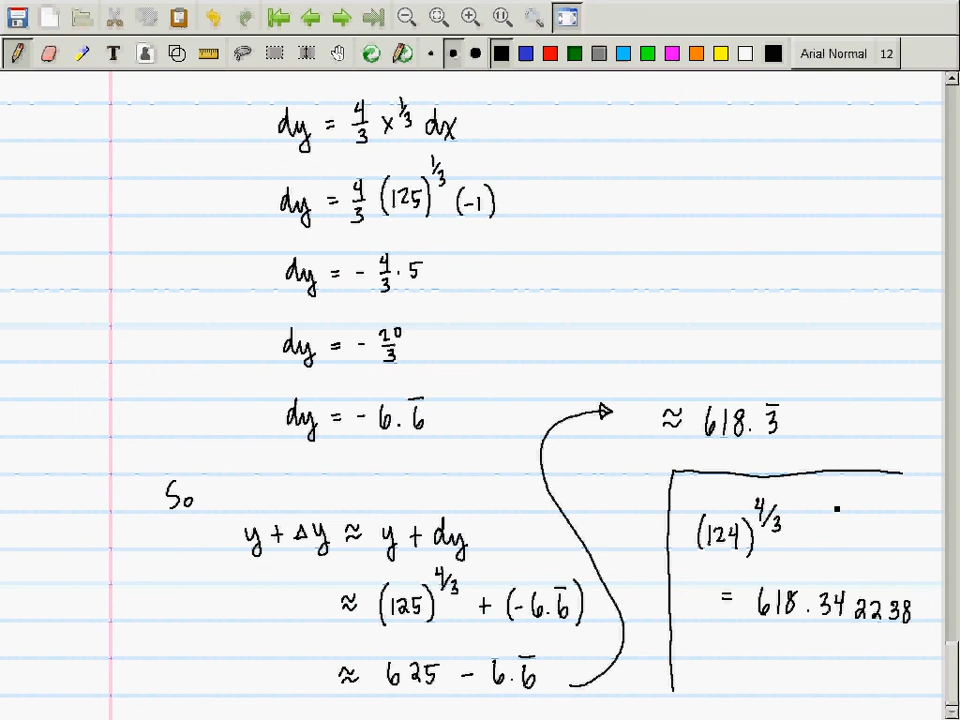 Arial Normal 12
dy = 4/3 x^1/3 dx
dy = 4/3 (125)^1/3 (-1)
dy = - 4/3 · 5
dy = - 20/3
dy = - 6.6̅
So
y + Δy ≈ y + dy
≈ (125)^4/3 + (-6.6̅)
≈ 625 - 6.6̅
≈ 618.3̅
(124)^4/3
= 618.342238